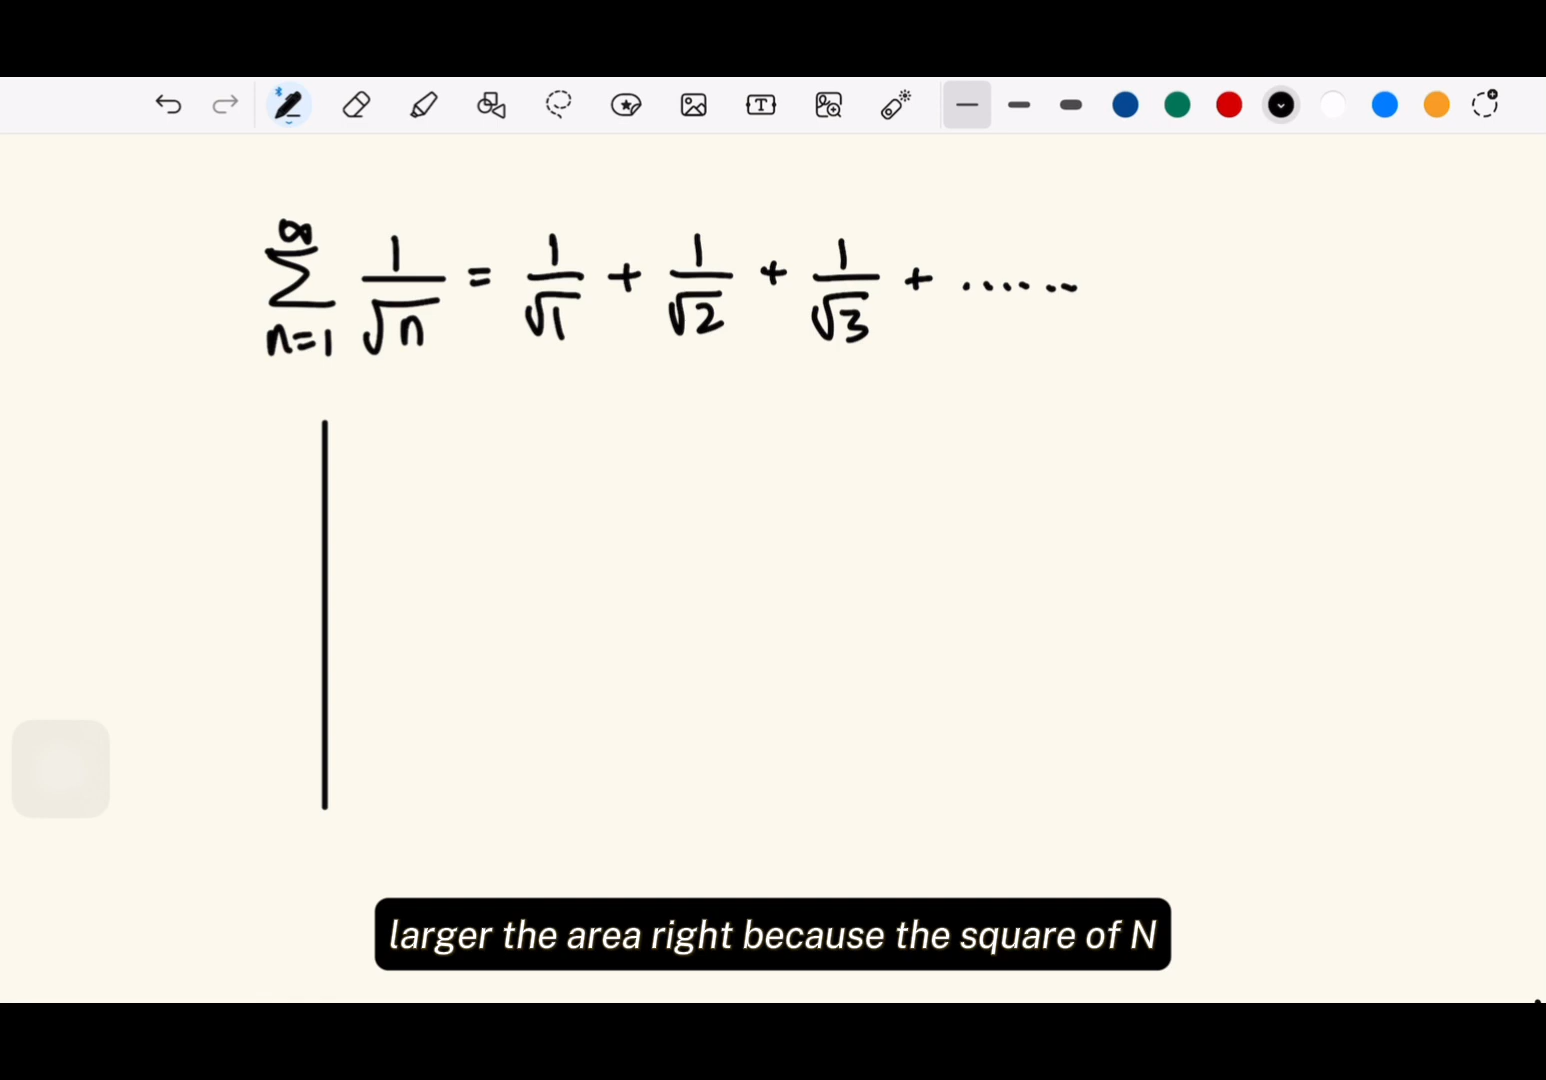 ∞
∑ 1/√n = 1/√1 + 1/√2 + 1/√3 + ......
n=1
larger the area right because the square of N